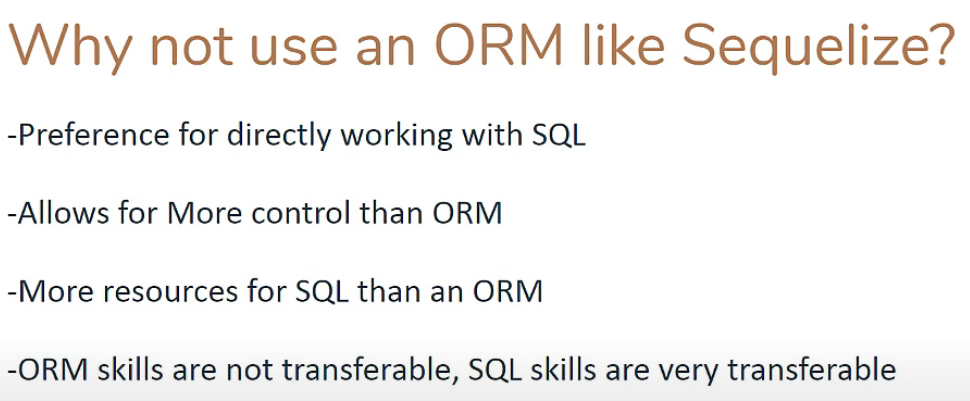 Why not use an ORM like Sequelize?
-Preference for directly working with SQL
-Allows for More control than ORM
-More resources for SQL than an ORM
-ORM skills are not transferable, SQL skills are very transferable